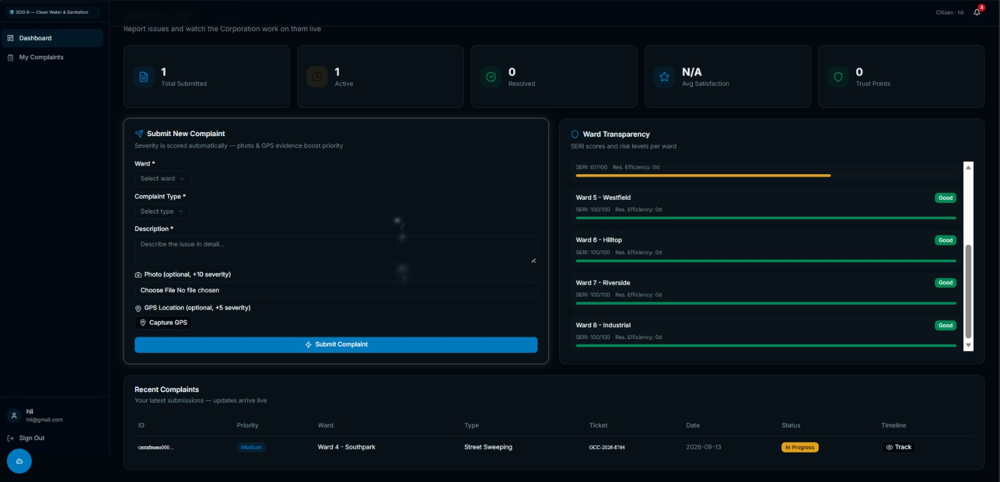 SDG 6 — Clean Water & Sanitation
Citizen · hii
3
Dashboard
My Complaints
Report issues and watch the Corporation work on them live
1
Total Submitted
1
Active
0
Resolved
N/A
Avg Satisfaction
0
Trust Points
Submit New Complaint
Severity is scored automatically — photo & GPS evidence boost priority
Ward *
Select ward
Complaint Type *
Select type
Description *
Describe the issue in detail...
Photo (optional, +10 severity)
Choose File No file chosen
GPS Location (optional, +5 severity)
Capture GPS
Submit Complaint
Ward Transparency
SERI scores and risk levels per ward
SERI: 67/100 Res. Efficiency: 0d
Ward 5 - Westfield Good
SERI: 100/100 Res. Efficiency: 0d
Ward 6 - Hilltop Good
SERI: 100/100 Res. Efficiency: 0d
Ward 7 - Riverside Good
SERI: 100/100 Res. Efficiency: 0d
Ward 8 - Industrial Good
SERI: 100/100 Res. Efficiency: 0d
Recent Complaints
Your latest submissions — updates arrive live
ID Priority Ward Type Ticket Date Status Timeline
Medium Ward 4 - Southpark Street Sweeping GCC-2026-8764 2026-09-13 In Progress Track
hii
hii@gmail.com
Sign Out